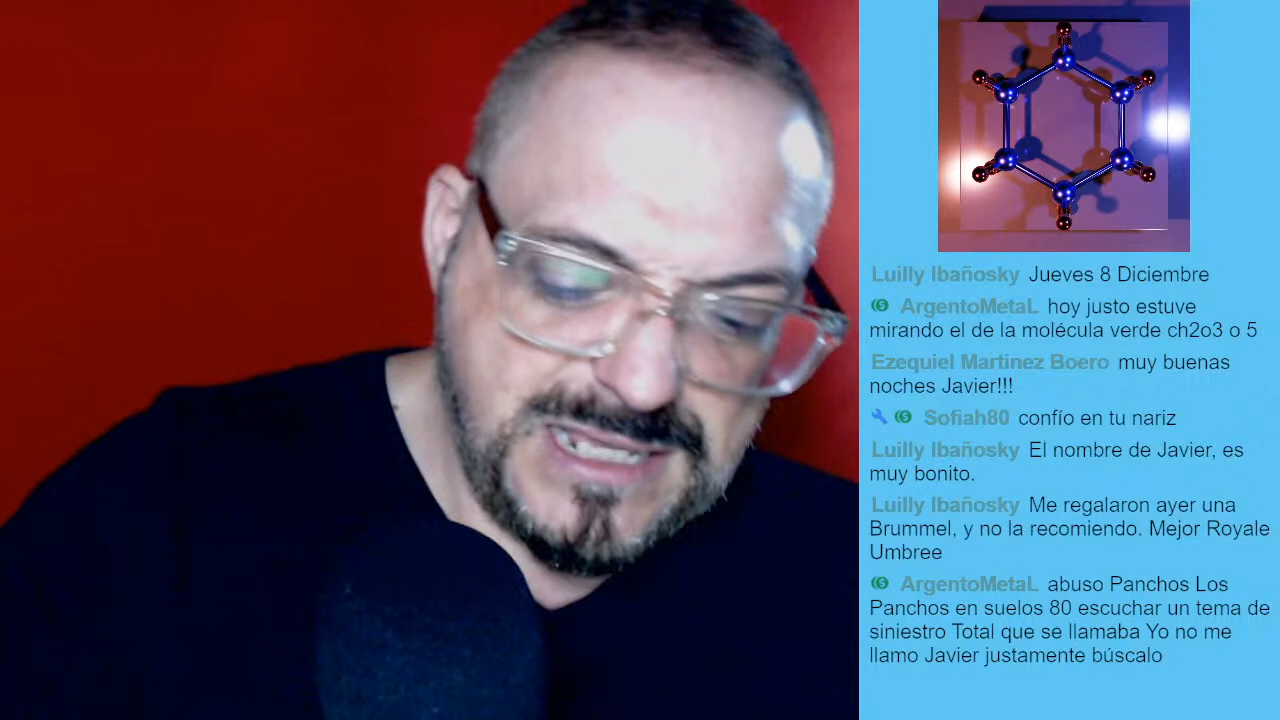 Luilly Ibañosky Jueves 8 Diciembre
ArgentoMetaL hoy justo estuve
mirando el de la molécula verde ch2o3 o 5
Ezequiel Martinez Boero muy buenas
noches Javier!!!
Sofiah80 confío en tu nariz
Luilly Ibañosky El nombre de Javier, es
muy bonito.
Luilly Ibañosky Me regalaron ayer una
Brummel, y no la recomiendo. Mejor Royale
Umbree
ArgentoMetaL abuso Panchos Los
Panchos en suelos 80 escuchar un tema de
siniestro Total que se llamaba Yo no me
llamo Javier justamente búscalo